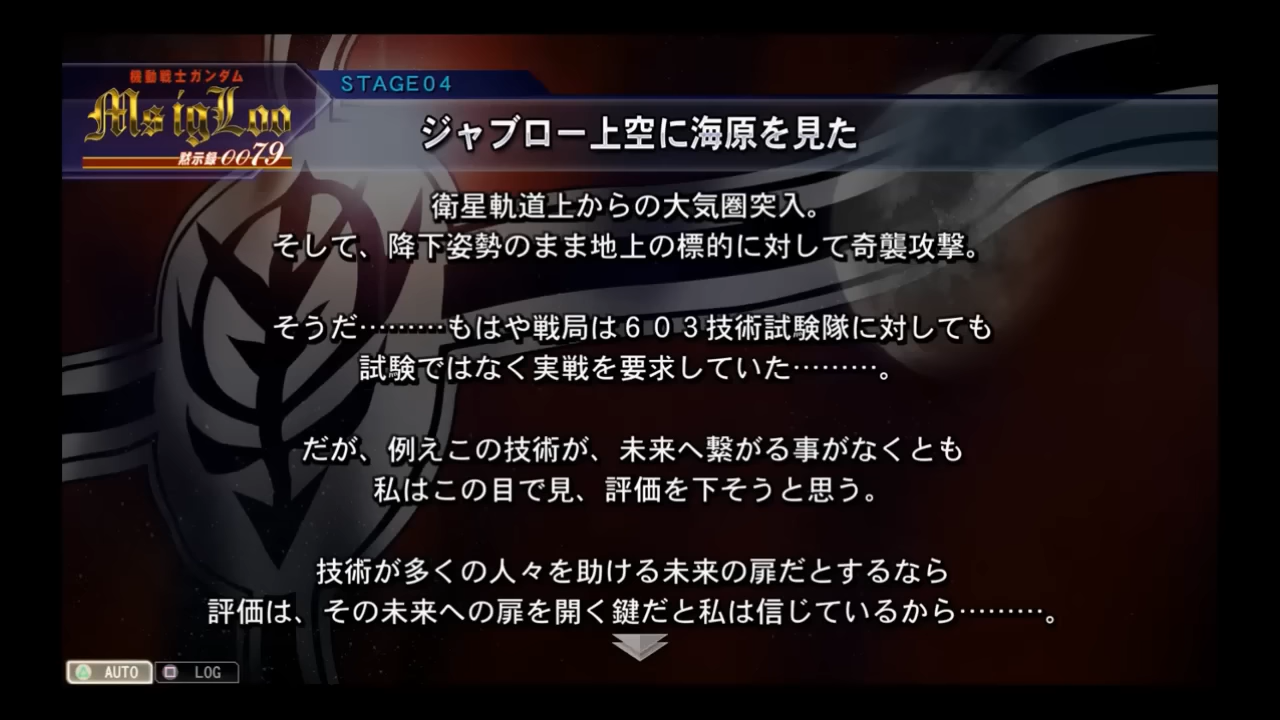 機動戦士ガンダム
MS igLoo
黙示録0079
STAGE04
ジャブロー上空に海原を見た
衛星軌道上からの大気圏突入。
そして、降下姿勢のまま地上の標的に対して奇襲攻撃。
そうだ………もはや戦局は６０３技術試験隊に対しても
試験ではなく実戦を要求していた………。
だが、例えこの技術が、未来へ繋がる事がなくとも
私はこの目で見、評価を下そうと思う。
技術が多くの人々を助ける未来の扉だとするなら
評価は、その未来への扉を開く鍵だと私は信じているから………。
AUTO LOG